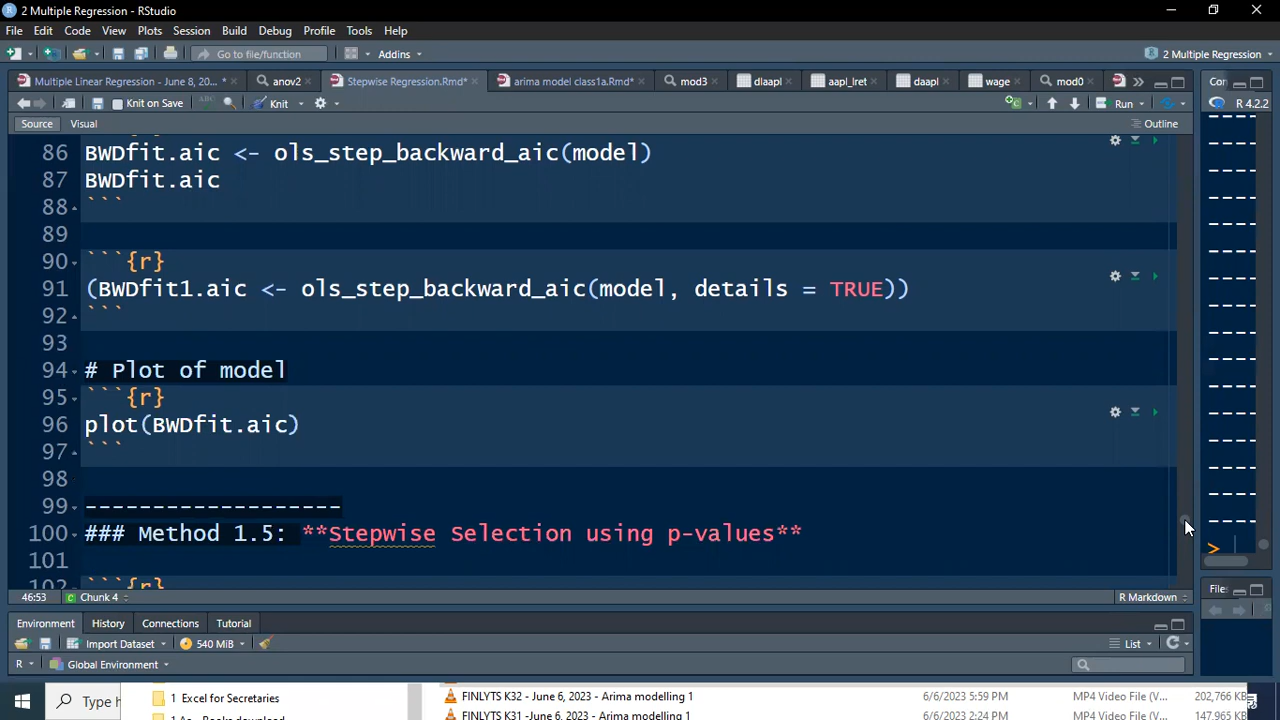 2 Multiple Regression - RStudio
File Edit Code View Plots Session Build Debug Profile Tools Help
Go to file/function Addins 2 Multiple Regression
Multiple Linear Regression - June 8, 20...* anov2 Stepwise Regression.Rmd* arima model class1a.Rmd* mod3 dlaapl aapl_lret daapl wage mod0
Knit on Save ABC Knit Run R 4.2.2
Source Visual Outline
86 BWDfit.aic <- ols_step_backward_aic(model)
87 BWDfit.aic
88 ```
89
90 ```{r}
91 (BWDfit1.aic <- ols_step_backward_aic(model, details = TRUE))
92 ```
93
94 # Plot of model
95 ```{r}
96 plot(BWDfit.aic)
97 ```
98
99 -------------------
100 ### Method 1.5: **Stepwise Selection using p-values**
101
102 ```{r}
>
46:53 Chunk 4 R Markdown
Environment History Connections Tutorial
Import Dataset 540 MiB List
R Global Environment
Type h
1 Excel for Secretaries
FINLYTS K32 - June 6, 2023 - Arima modelling 1 6/6/2023 5:59 PM MP4 Video File (V... 202,766 KB
FINLYTS K31 -June 6, 2023 - Arima modelling 1 6/6/2023 2:24 PM MP4 Video File (V... 147,965 KB